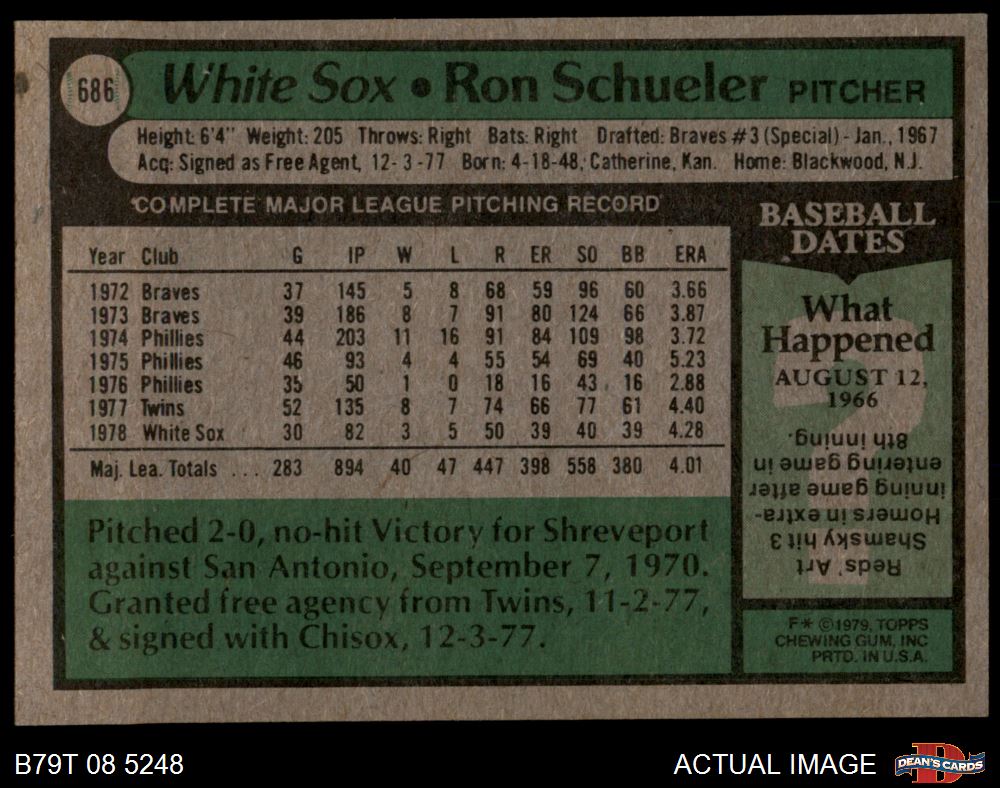 686
White Sox • Ron Schueler PITCHER
Height: 6'4" Weight: 205 Throws: Right Bats: Right Drafted: Braves #3 (Special) - Jan., 1967
Acq: Signed as Free Agent, 12-3-77 Born: 4-18-48, Catherine, Kan. Home: Blackwood, N.J.
COMPLETE MAJOR LEAGUE PITCHING RECORD
Year Club G IP W L R ER SO BB ERA
1972 Braves 37 145 5 8 68 59 96 60 3.66
1973 Braves 39 186 8 7 91 80 124 66 3.87
1974 Phillies 44 203 11 16 91 84 109 98 3.72
1975 Phillies 46 93 4 4 55 54 69 40 5.23
1976 Phillies 35 50 1 0 18 16 43 16 2.88
1977 Twins 52 135 8 7 74 66 77 61 4.40
1978 White Sox 30 82 3 5 50 39 40 39 4.28
Maj. Lea. Totals ... 283 894 40 47 447 398 558 380 4.01
Pitched 2-0, no-hit Victory for Shreveport
against San Antonio, September 7, 1970.
Granted free agency from Twins, 11-2-77,
& signed with Chisox, 12-3-77.
BASEBALL
DATES
What
Happened
AUGUST 12,
1966
Reds' Art
Shamsky hit 3
Homers in extra-
inning game after
entering game in
8th inning.
F* ©1979, TOPPS
CHEWING GUM, INC
PRTD. IN U.S.A.
B79T 08 5248
ACTUAL IMAGE
D
DEAN'S CARDS